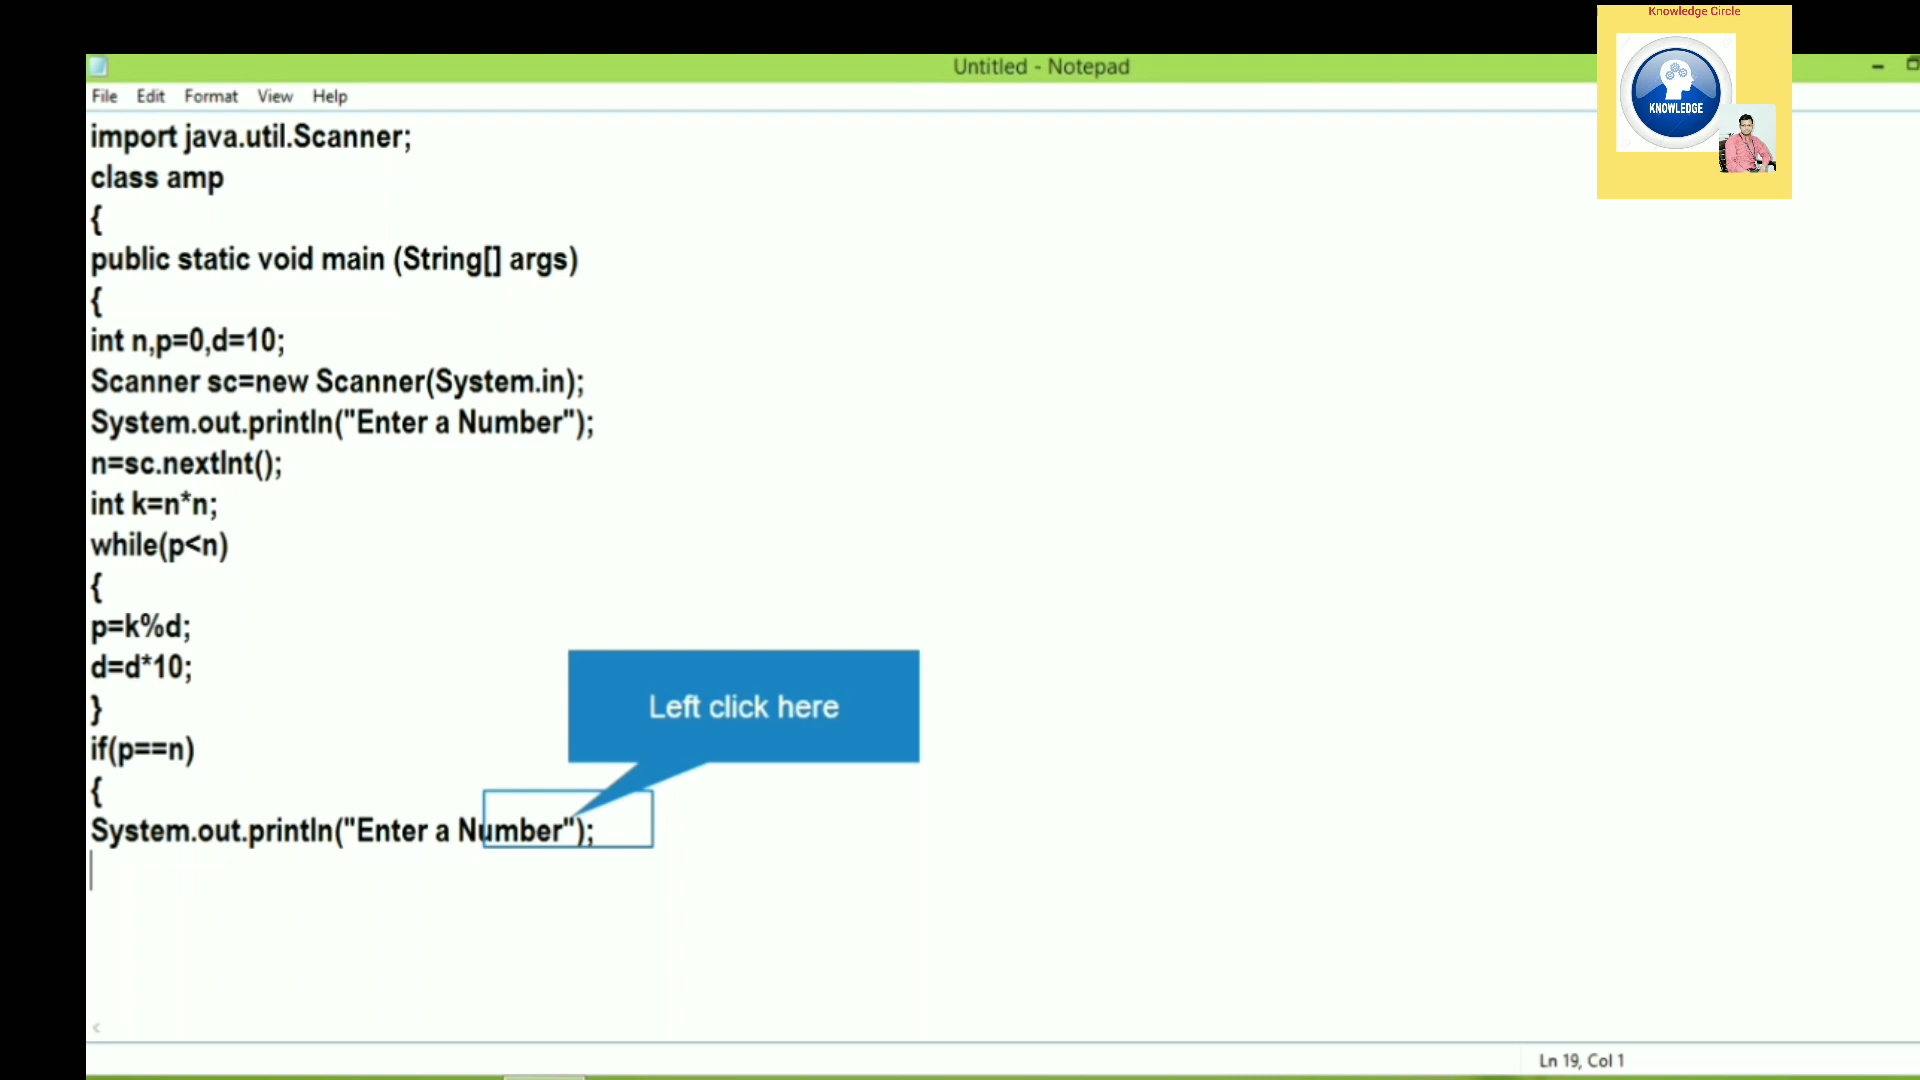 Knowledge Circle
KNOWLEDGE
Untitled - Notepad
File Edit Format View Help
import java.util.Scanner;
class amp
{
public static void main (String[] args)
{
int n,p=0,d=10;
Scanner sc=new Scanner(System.in);
System.out.println("Enter a Number");
n=sc.nextInt();
int k=n*n;
while(p<n)
{
p=k%d;
d=d*10;
}
if(p==n)
{
Left click here
System.out.println("Enter a Number");
Ln 19, Col 1